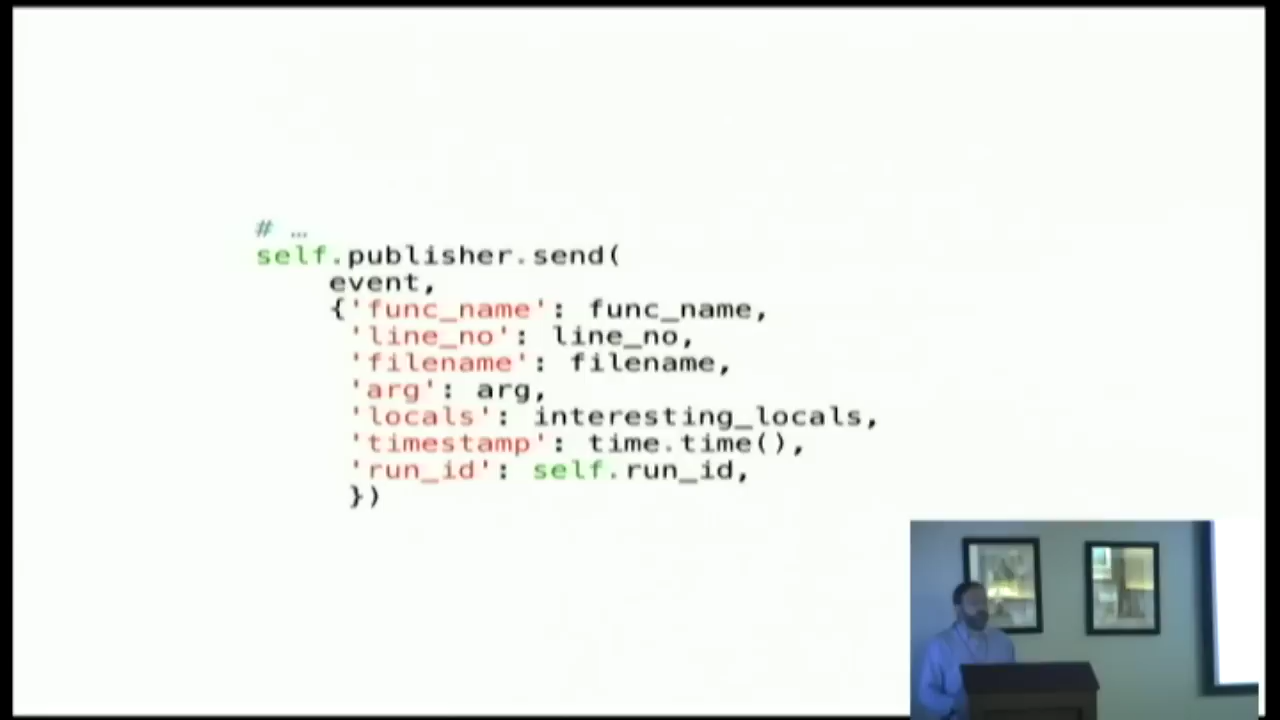 # …
self.publisher.send(
    event,
    {'func_name': func_name,
     'line_no': line_no,
     'filename': filename,
     'arg': arg,
     'locals': interesting_locals,
     'timestamp': time.time(),
     'run_id': self.run_id,
     })